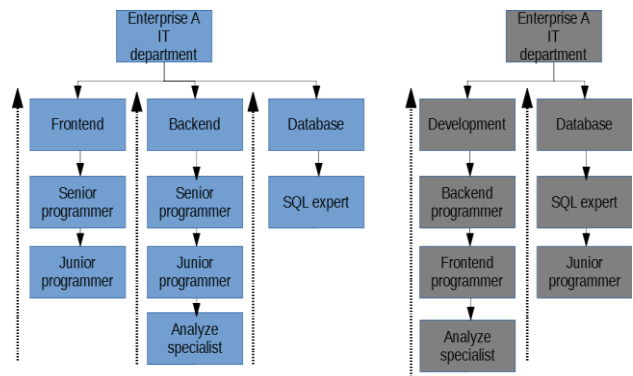 Enterprise A
IT
department
Frontend
Backend
Database
Senior
programmer
Senior
programmer
SQL expert
Junior
programmer
Junior
programmer
Analyze
specialist
Enterprise A
IT
department
Development
Database
Backend
programmer
SQL expert
Frontend
programmer
Junior
programmer
Analyze
specialist